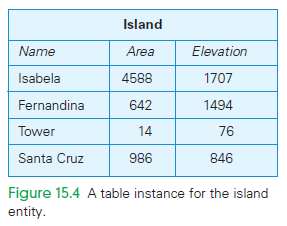 Island
Name Area Elevation
Isabela 4588 1707
Fernandina 642 1494
Tower 14 76
Santa Cruz 986 846
Figure 15.4 A table instance for the island
entity.